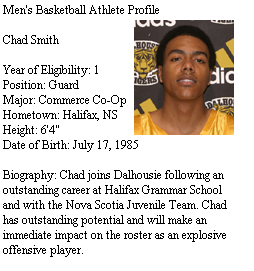 Men's Basketball Athlete Profile
Chad Smith
Year of Eligibility: 1
Position: Guard
Major: Commerce Co-Op
Hometown: Halifax, NS
Height: 6'4"
Date of Birth: July 17, 1985
Biography: Chad joins Dalhousie following an
outstanding career at Halifax Grammar School
and with the Nova Scotia Juvenile Team. Chad
has outstanding potential and will make an
immediate impact on the roster as an explosive
offensive player.